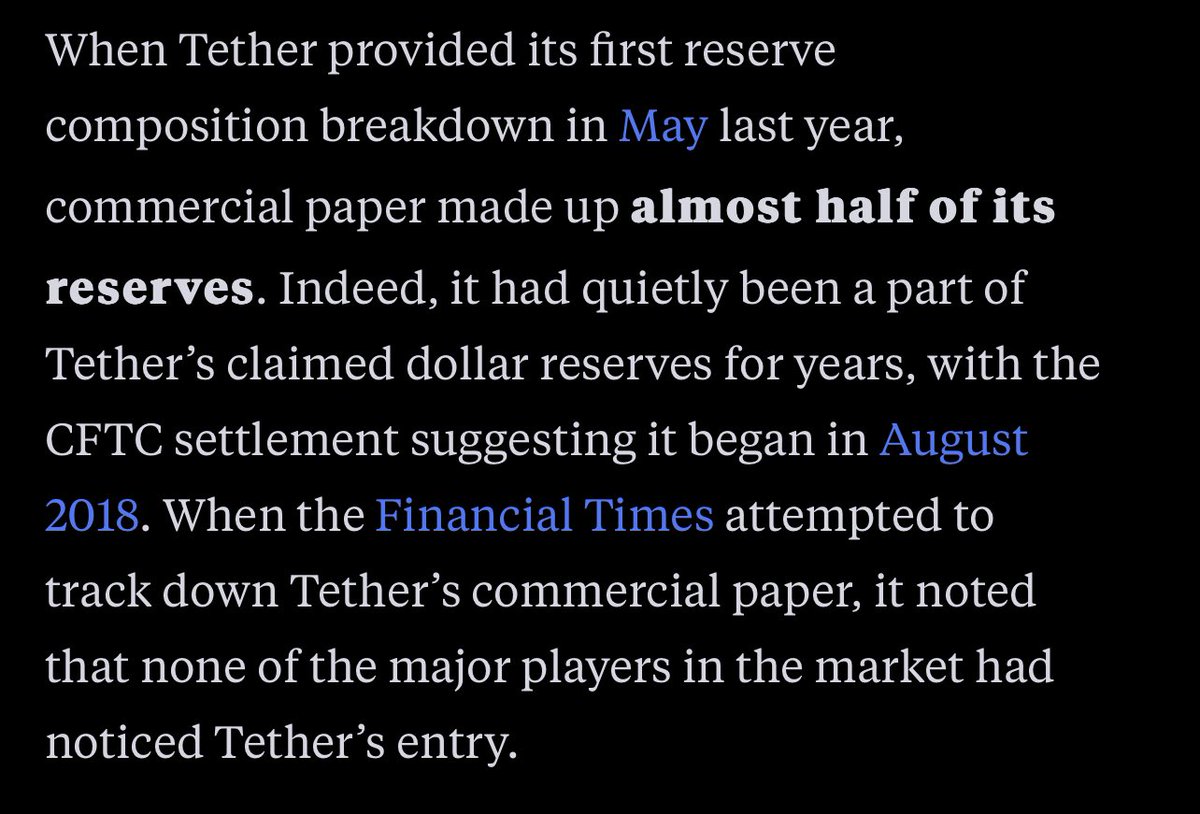 When Tether provided its first reserve
composition breakdown in May last year,
commercial paper made up almost half of its
reserves. Indeed, it had quietly been a part of
Tether’s claimed dollar reserves for years, with the
CFTC settlement suggesting it began in August
2018. When the Financial Times attempted to
track down Tether’s commercial paper, it noted
that none of the major players in the market had
noticed Tether’s entry.